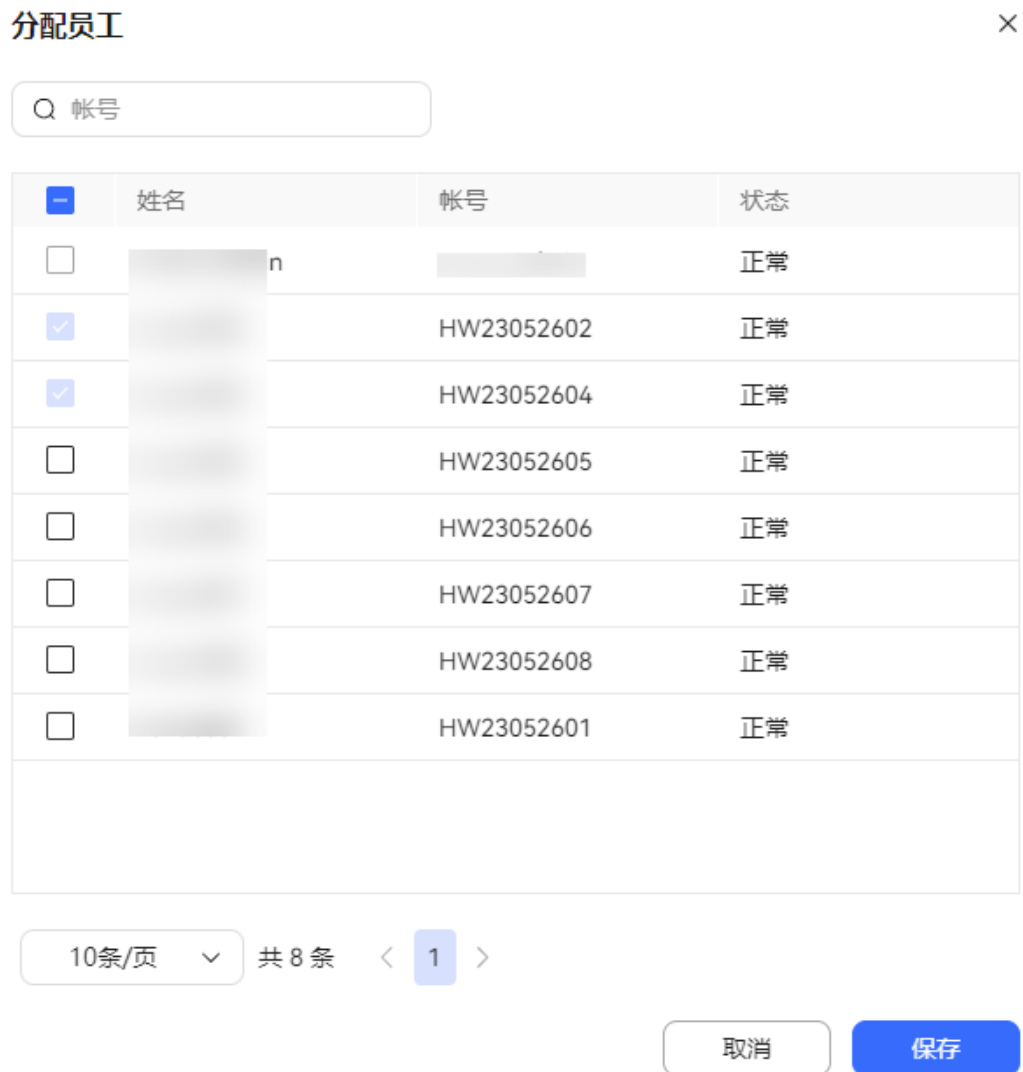 分配员工
帐号
姓名 帐号 状态
n 正常
HW23052602 正常
HW23052604 正常
HW23052605 正常
HW23052606 正常
HW23052607 正常
HW23052608 正常
HW23052601 正常
10条/页 共 8 条 1
取消 保存